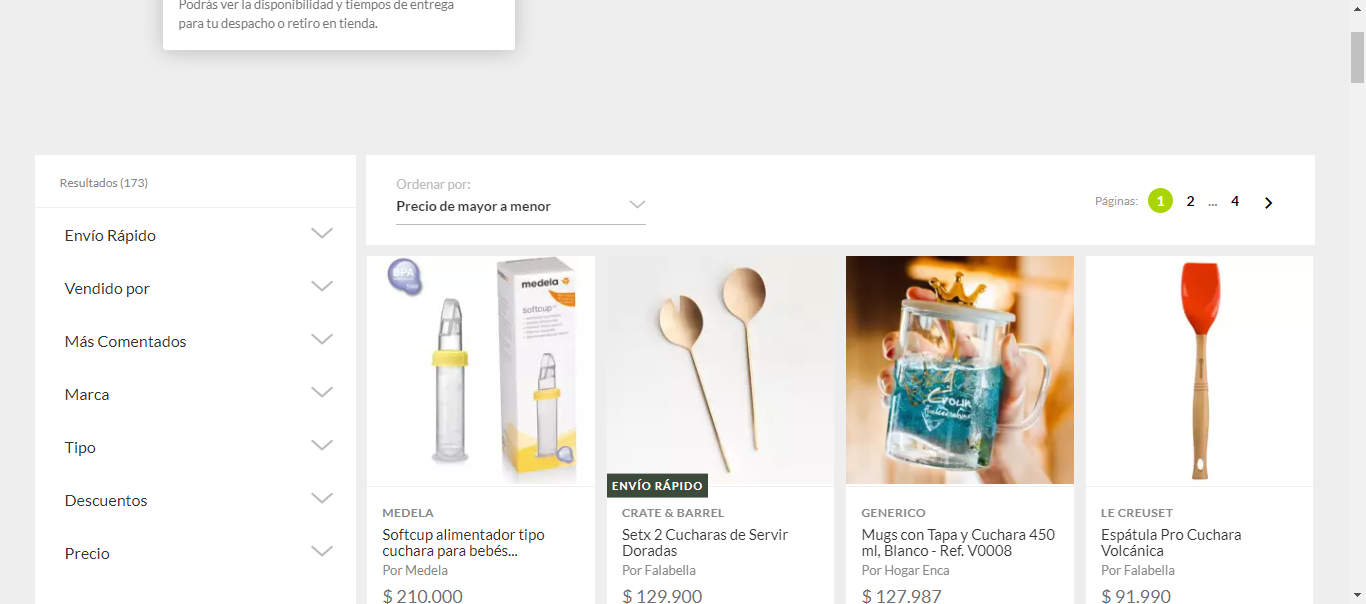 Podrás ver la disponibilidad y tiempos de entrega
para tu despacho o retiro en tienda.
Resultados (173)
Envío Rápido
Vendido por
Más Comentados
Marca
Tipo
Descuentos
Precio
Ordenar por:
Precio de mayor a menor
Páginas: 1 2 ... 4
BPA
free
medela
softcup
ENVÍO RÁPIDO
MEDELA
Softcup alimentador tipo
cuchara para bebés...
Por Medela
$ 210.000
CRATE & BARREL
Setx 2 Cucharas de Servir
Doradas
Por Falabella
$ 129.900
GENERICO
Mugs con Tapa y Cuchara 450
ml, Blanco - Ref. V0008
Por Hogar Enca
$ 127.987
LE CREUSET
Espátula Pro Cuchara
Volcánica
Por Falabella
$ 91.990